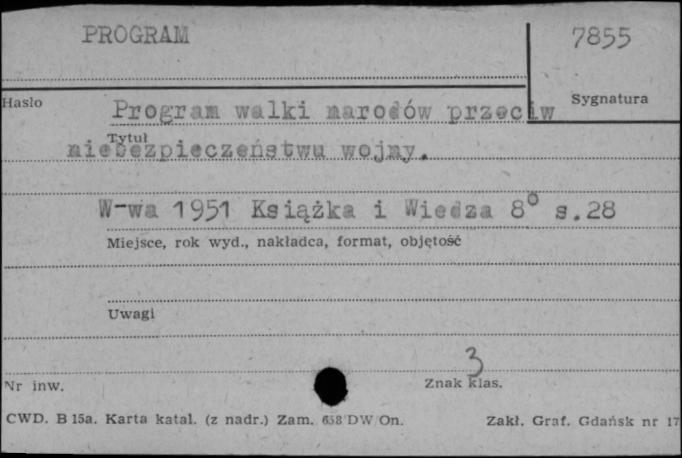 PROGRAM
7855
Hasło
Sygnatura
Program walki narodów przeciw
Tytuł
niebezpieczeństwu wojny.
W-wa 1951 Książka i Wiedza 8° s.28
Miejsce, rok wyd., nakładca, format, objętość
Uwagi
3
Nr inw.
Znak klas.
CWD. B 15a. Karta katal. (z nadr.) Zam. 658 DW On.
Zakł. Graf. Gdańsk nr 17